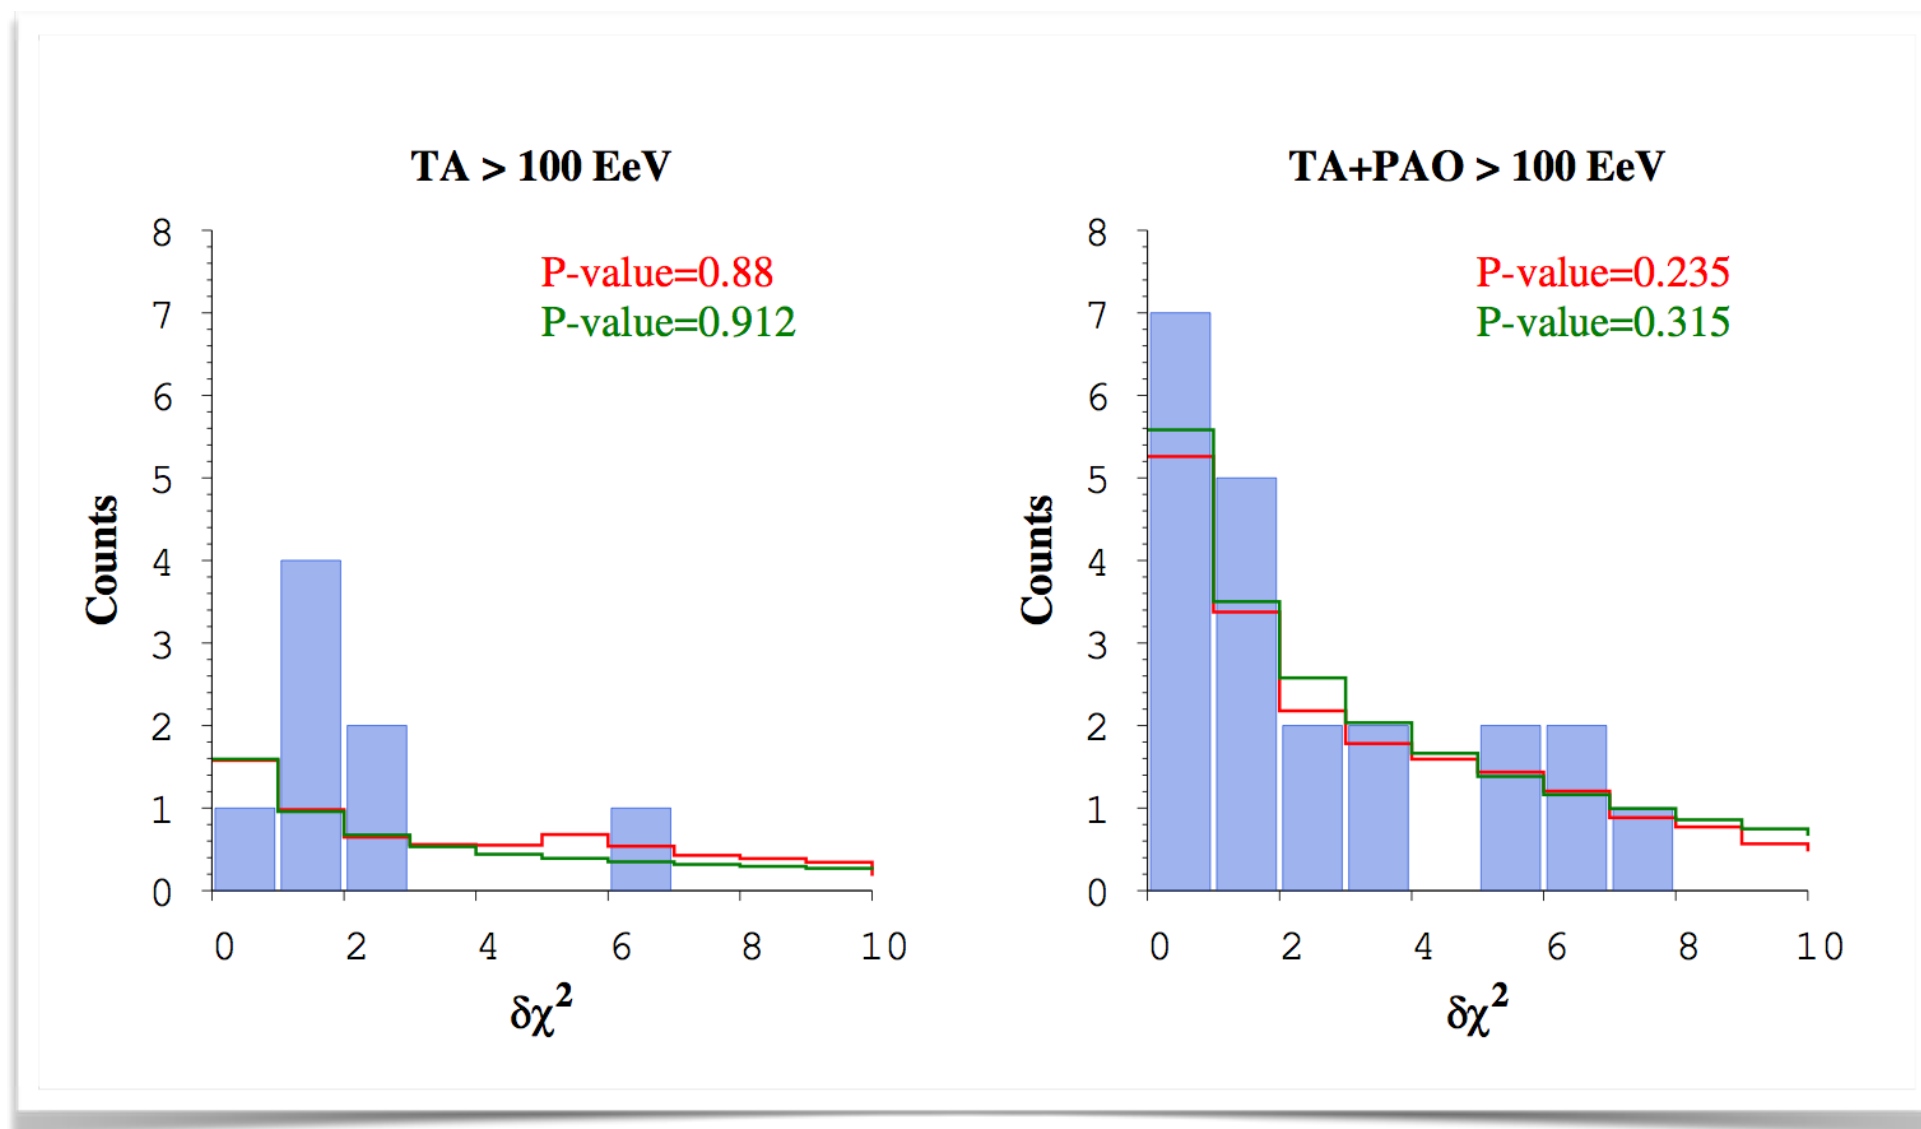 TA > 100 EeV
P-value=0.88
P-value=0.912
8
7
6
5
4
3
2
1
0
Counts
0 2 4 6 8 10
δχ²
TA+PAO > 100 EeV
P-value=0.235
P-value=0.315
8
7
6
5
4
3
2
1
0
Counts
0 2 4 6 8 10
δχ²